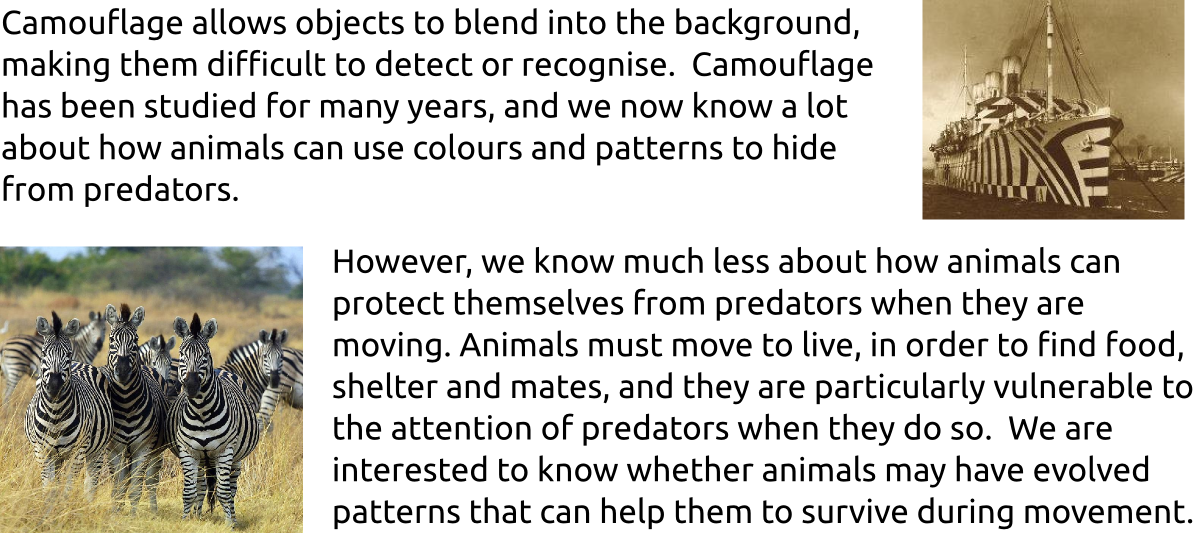 Camouflage allows objects to blend into the background,
making them difficult to detect or recognise.  Camouflage
has been studied for many years, and we now know a lot
about how animals can use colours and patterns to hide
from predators.
However, we know much less about how animals can
protect themselves from predators when they are
moving. Animals must move to live, in order to find food,
shelter and mates, and they are particularly vulnerable to
the attention of predators when they do so.  We are
interested to know whether animals may have evolved
patterns that can help them to survive during movement.